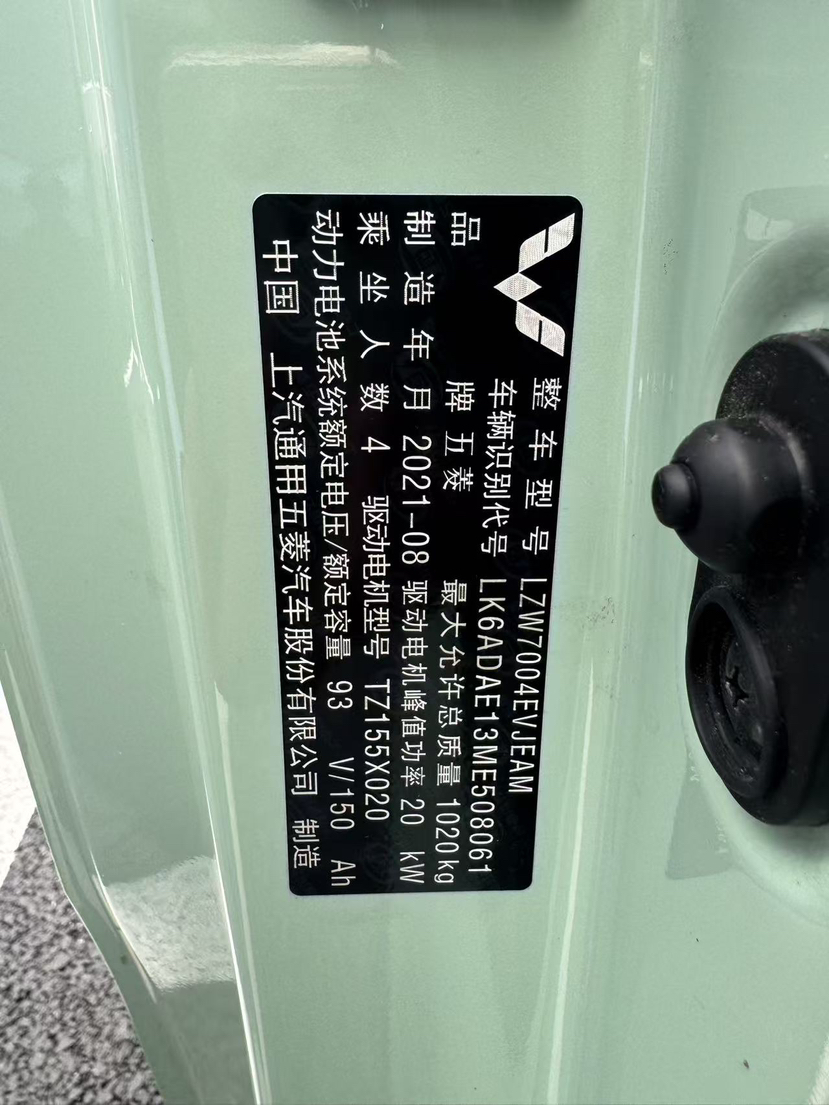 整车型号 LZW7004EVJEAM
车辆识别代号 LK6ADAE13ME508061
品牌 五菱 最大允许总质量 1020kg
制造年月 2021-08 驱动电机峰值功率 20 kW
乘坐人数 4 驱动电机型号 TZ155X020
动力电池系统额定电压/额定容量 93 V/150 Ah
中国 上汽通用五菱汽车股份有限公司 制造